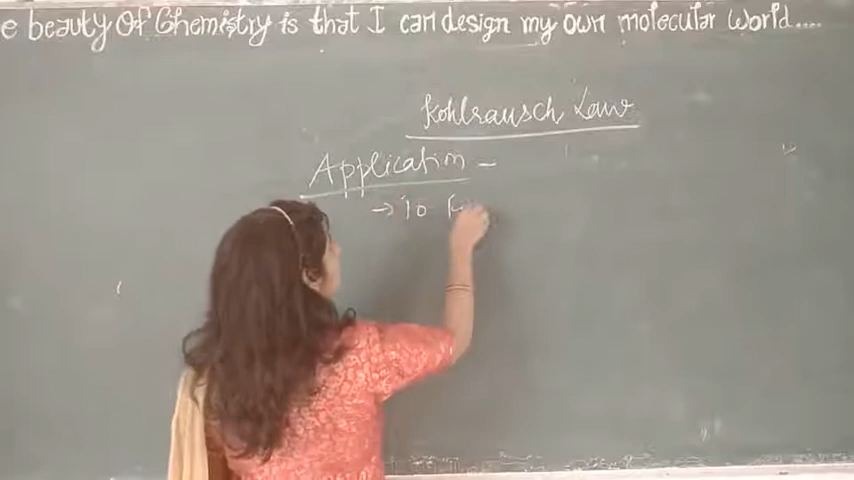 e beauty Of Chemistry is that I can design my own molecular world....
Kohlrausch Law
Application -
→ To